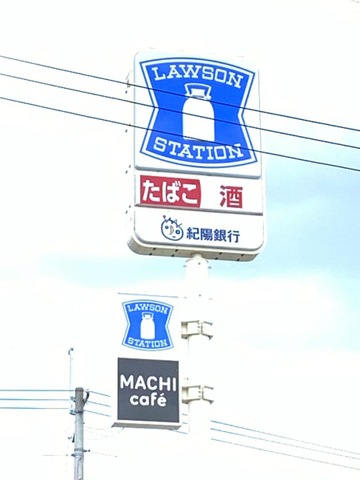 LAWSON
STATION
たばこ 酒
紀陽銀行
LAWSON
STATION
MACHI
café